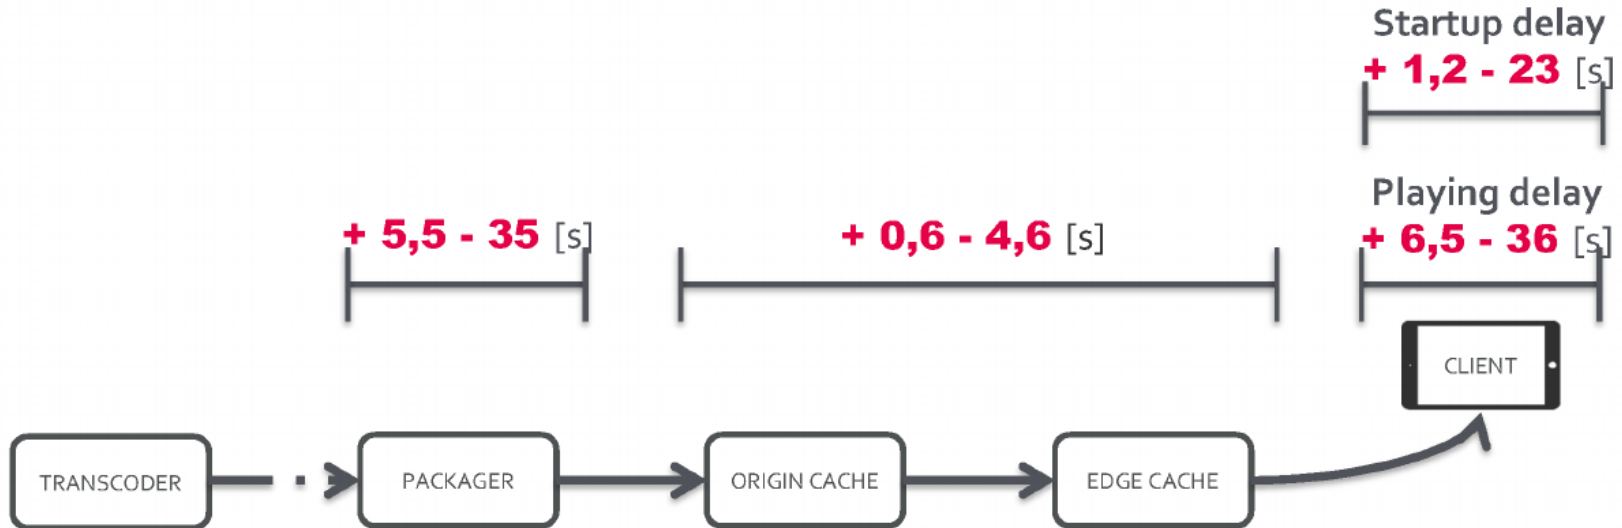 Startup delay
+ 1,2 - 23 [s]
Playing delay
+ 5,5 - 35 [s]
+ 0,6 - 4,6 [s]
+ 6,5 - 36 [s]
CLIENT
TRANSCODER
PACKAGER
ORIGIN CACHE
EDGE CACHE